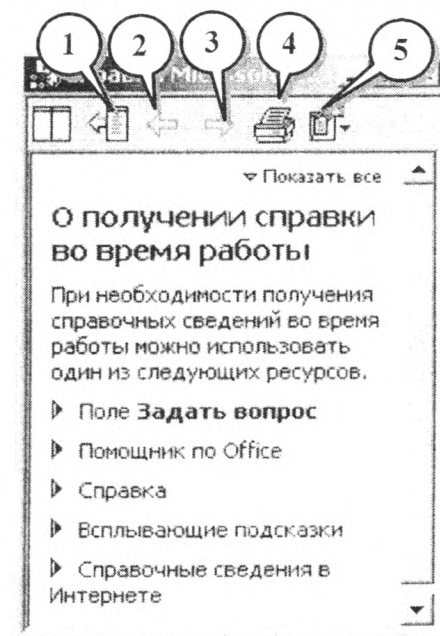 1 2 3 4 5
Показать все
О получении справки
во время работы
При необходимости получения
справочных сведений во время
работы можно использовать
один из следующих ресурсов.
Поле Задать вопрос
Помощник по Office
Справка
Всплывающие подсказки
Справочные сведения в
Интернете